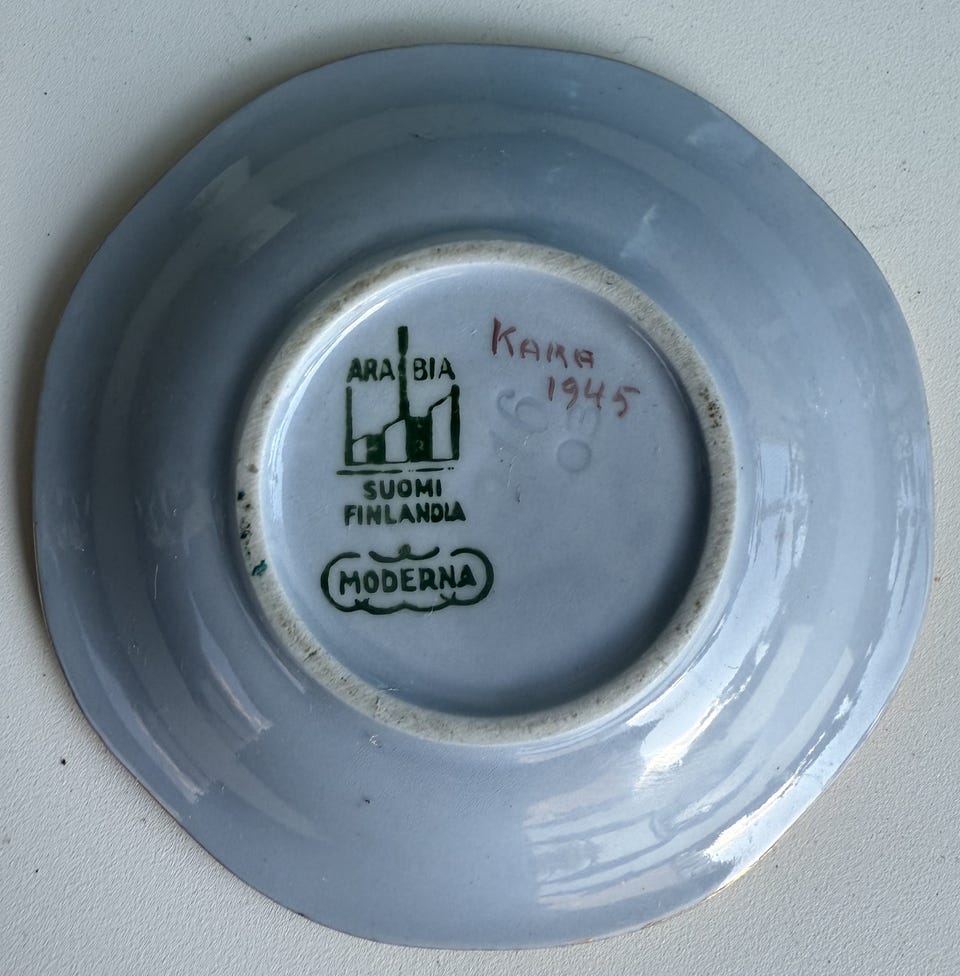 ARABIA
SUOMI
FINLANDIA
MODERNA
KARA
1945